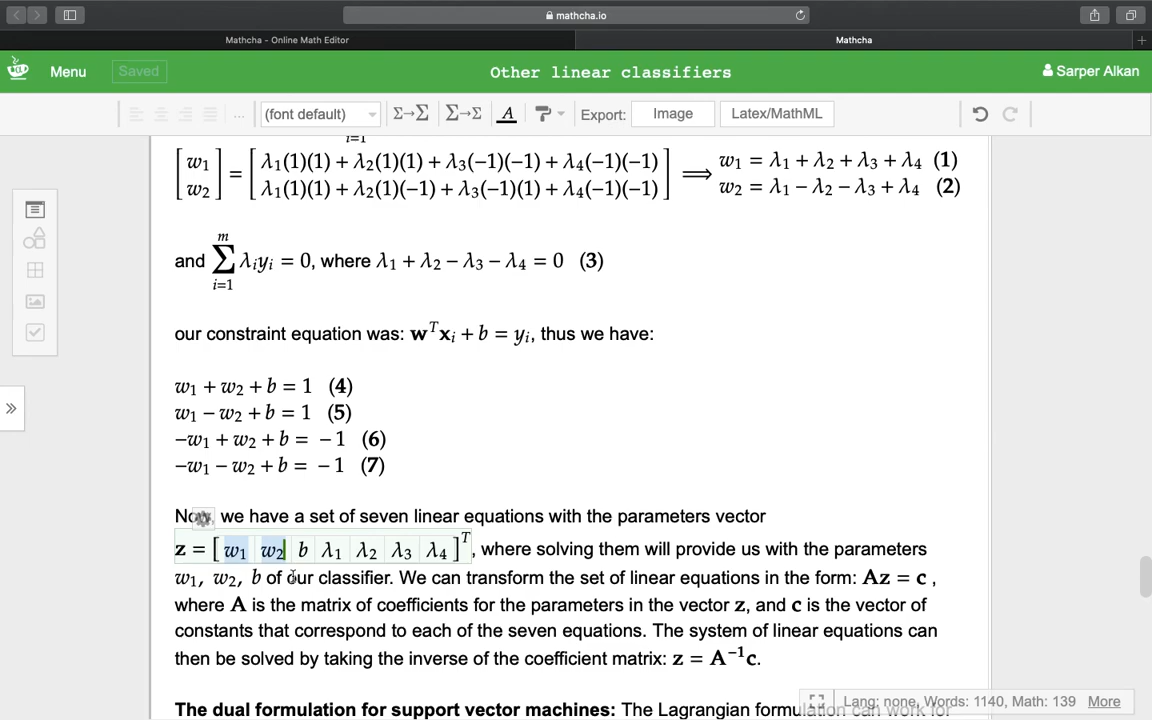 mathcha.io
Mathcha - Online Math Editor
Mathcha
Menu
Saved
Other linear classifiers
Sarper Alkan
...
(font default)
Σ→Σ
Σ→Σ
A
Export:
Image
Latex/MathML
i=1
[w₁ w₂] = [λ₁(1)(1) + λ₂(1)(1) + λ₃(−1)(−1) + λ₄(−1)(−1)
λ₁(1)(1) + λ₂(1)(−1) + λ₃(−1)(1) + λ₄(−1)(−1)] ⟹ w₁ = λ₁ + λ₂ + λ₃ + λ₄ (1)
w₂ = λ₁ − λ₂ − λ₃ + λ₄ (2)
and ∑ᵢ₌₁ᵐ λᵢyᵢ = 0, where λ₁ + λ₂ − λ₃ − λ₄ = 0 (3)
our constraint equation was: wᵀxᵢ + b = yᵢ, thus we have:
w₁ + w₂ + b = 1 (4)
w₁ − w₂ + b = 1 (5)
−w₁ + w₂ + b = −1 (6)
−w₁ − w₂ + b = −1 (7)
Now, we have a set of seven linear equations with the parameters vector
z = [w₁ w₂ b λ₁ λ₂ λ₃ λ₄]ᵀ, where solving them will provide us with the parameters
w₁, w₂, b of our classifier. We can transform the set of linear equations in the form: Az = c ,
where A is the matrix of coefficients for the parameters in the vector z, and c is the vector of
constants that correspond to each of the seven equations. The system of linear equations can
then be solved by taking the inverse of the coefficient matrix: z = A⁻¹c.
The dual formulation for support vector machines: The Lagrangian formulation can work for
Lang: none, Words: 1140, Math: 139 More